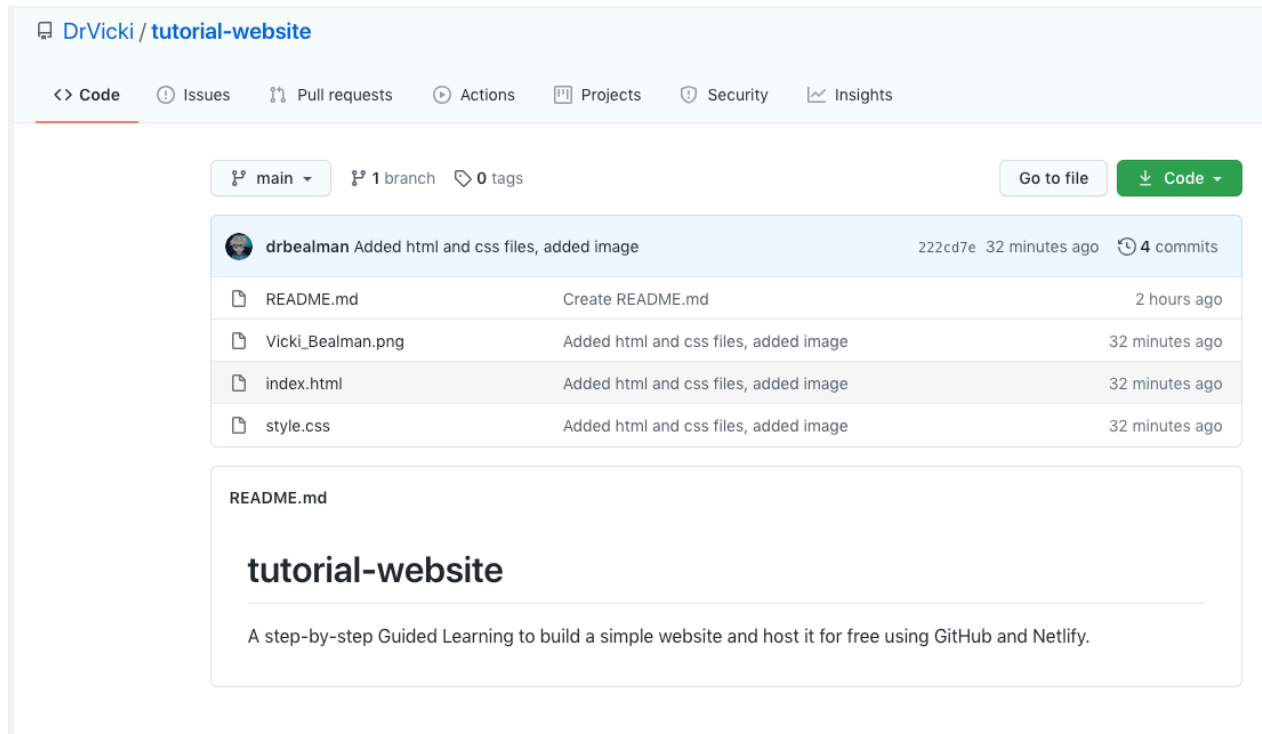 DrVicki / tutorial-website
Code Issues Pull requests Actions Projects Security Insights
main 1 branch 0 tags Go to file Code
drbealman Added html and css files, added image 222cd7e 32 minutes ago 4 commits
README.md Create README.md 2 hours ago
Vicki_Bealman.png Added html and css files, added image 32 minutes ago
index.html Added html and css files, added image 32 minutes ago
style.css Added html and css files, added image 32 minutes ago
README.md
tutorial-website
A step-by-step Guided Learning to build a simple website and host it for free using GitHub and Netlify.